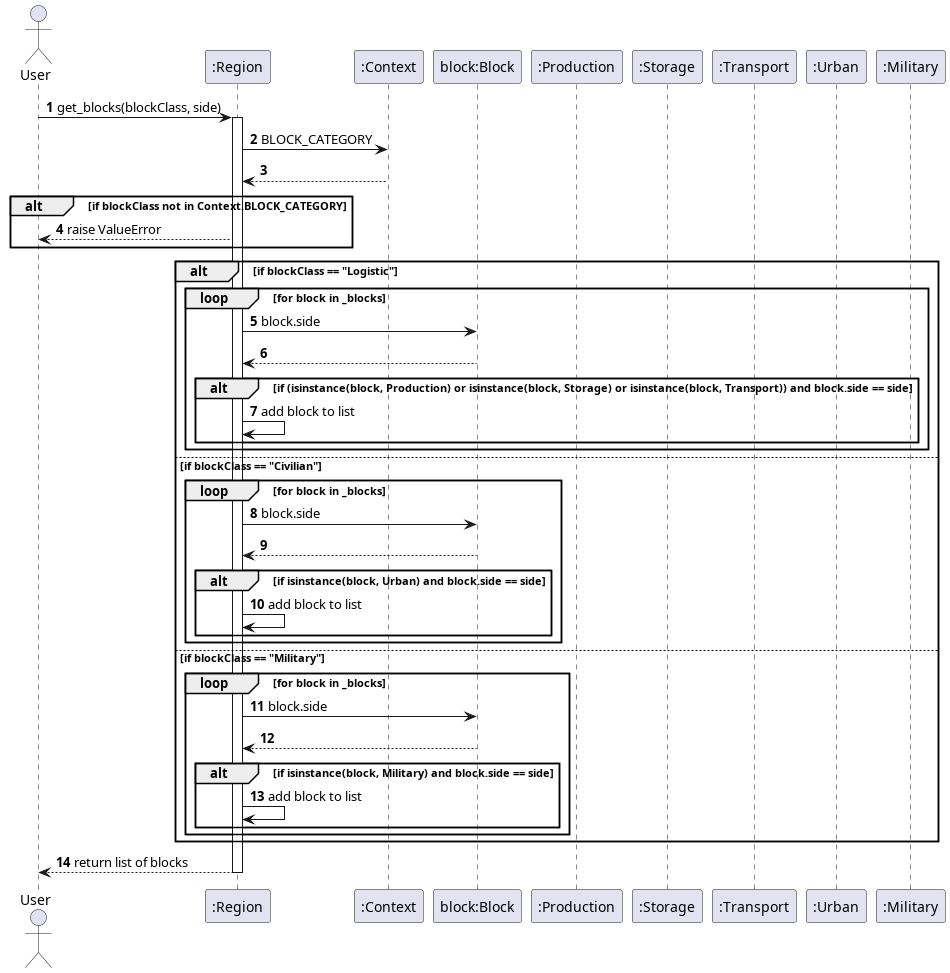 User
:Region
:Context
block:Block
:Production
:Storage
:Transport
:Urban
:Military
1 get_blocks(blockClass, side)
2 BLOCK_CATEGORY
3
alt [if blockClass not in Context.BLOCK_CATEGORY]
4 raise ValueError
alt [if blockClass == "Logistic"]
loop [for block in _blocks]
5 block.side
6
alt [if (isinstance(block, Production) or isinstance(block, Storage) or isinstance(block, Transport)) and block.side == side]
7 add block to list
[if blockClass == "Civilian"]
loop [for block in _blocks]
8 block.side
9
alt [if isinstance(block, Urban) and block.side == side]
10 add block to list
[if blockClass == "Military"]
loop [for block in _blocks]
11 block.side
12
alt [if isinstance(block, Military) and block.side == side]
13 add block to list
14 return list of blocks
User
:Region
:Context
block:Block
:Production
:Storage
:Transport
:Urban
:Military